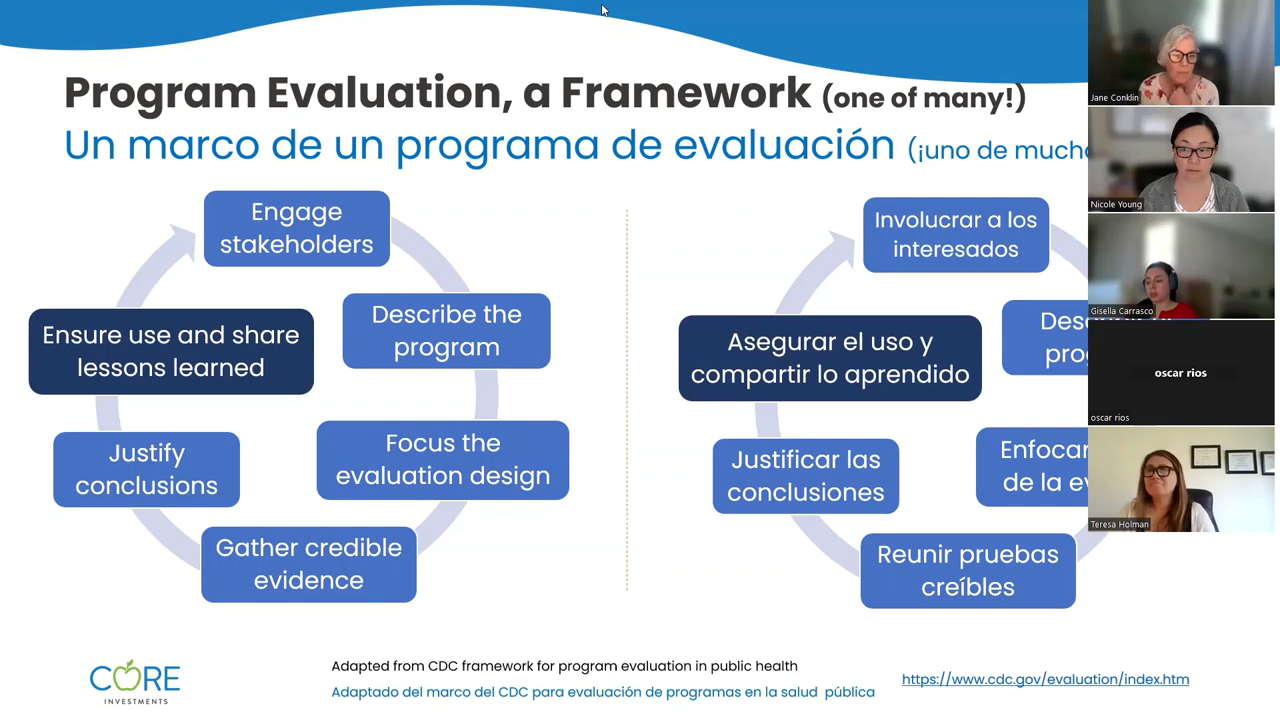 Program Evaluation, a Framework (one of many!)
Un marco de un programa de evaluación (¡uno de
Engage
stakeholders
Describe the
program
Focus the
evaluation design
Gather credible
evidence
Justify
conclusions
Ensure use and share
lessons learned
Involucrar a los
interesados
Enfocar
de la
Reunir pruebas
creíbles
Justificar las
conclusiones
Asegurar el uso y
compartir lo aprendido
CORE
INVESTMENTS
Adapted from CDC framework for program evaluation in public health
Adaptado del marco del CDC para evaluación de programas en la salud pública
https://www.cdc.gov/evaluation/index.htm
Jane Conklin
Nicole Young
Gisella Carrasco
oscar rios
oscar rios
Teresa Holman